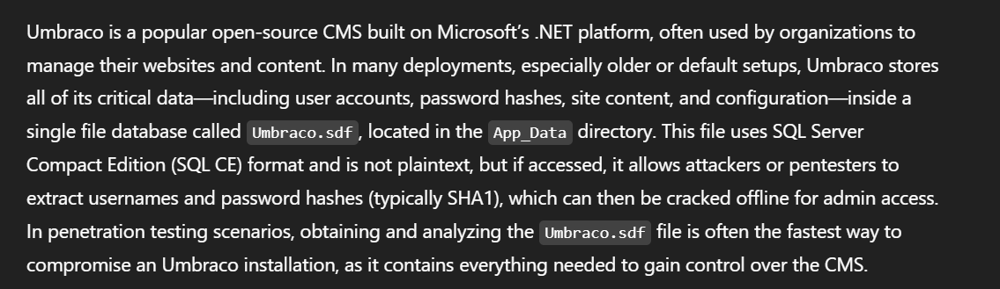 Umbraco is a popular open-source CMS built on Microsoft’s .NET platform, often used by organizations to
manage their websites and content. In many deployments, especially older or default setups, Umbraco stores
all of its critical data—including user accounts, password hashes, site content, and configuration—inside a
single file database called Umbraco.sdf, located in the App_Data directory. This file uses SQL Server
Compact Edition (SQL CE) format and is not plaintext, but if accessed, it allows attackers or pentesters to
extract usernames and password hashes (typically SHA1), which can then be cracked offline for admin access.
In penetration testing scenarios, obtaining and analyzing the Umbraco.sdf file is often the fastest way to
compromise an Umbraco installation, as it contains everything needed to gain control over the CMS.